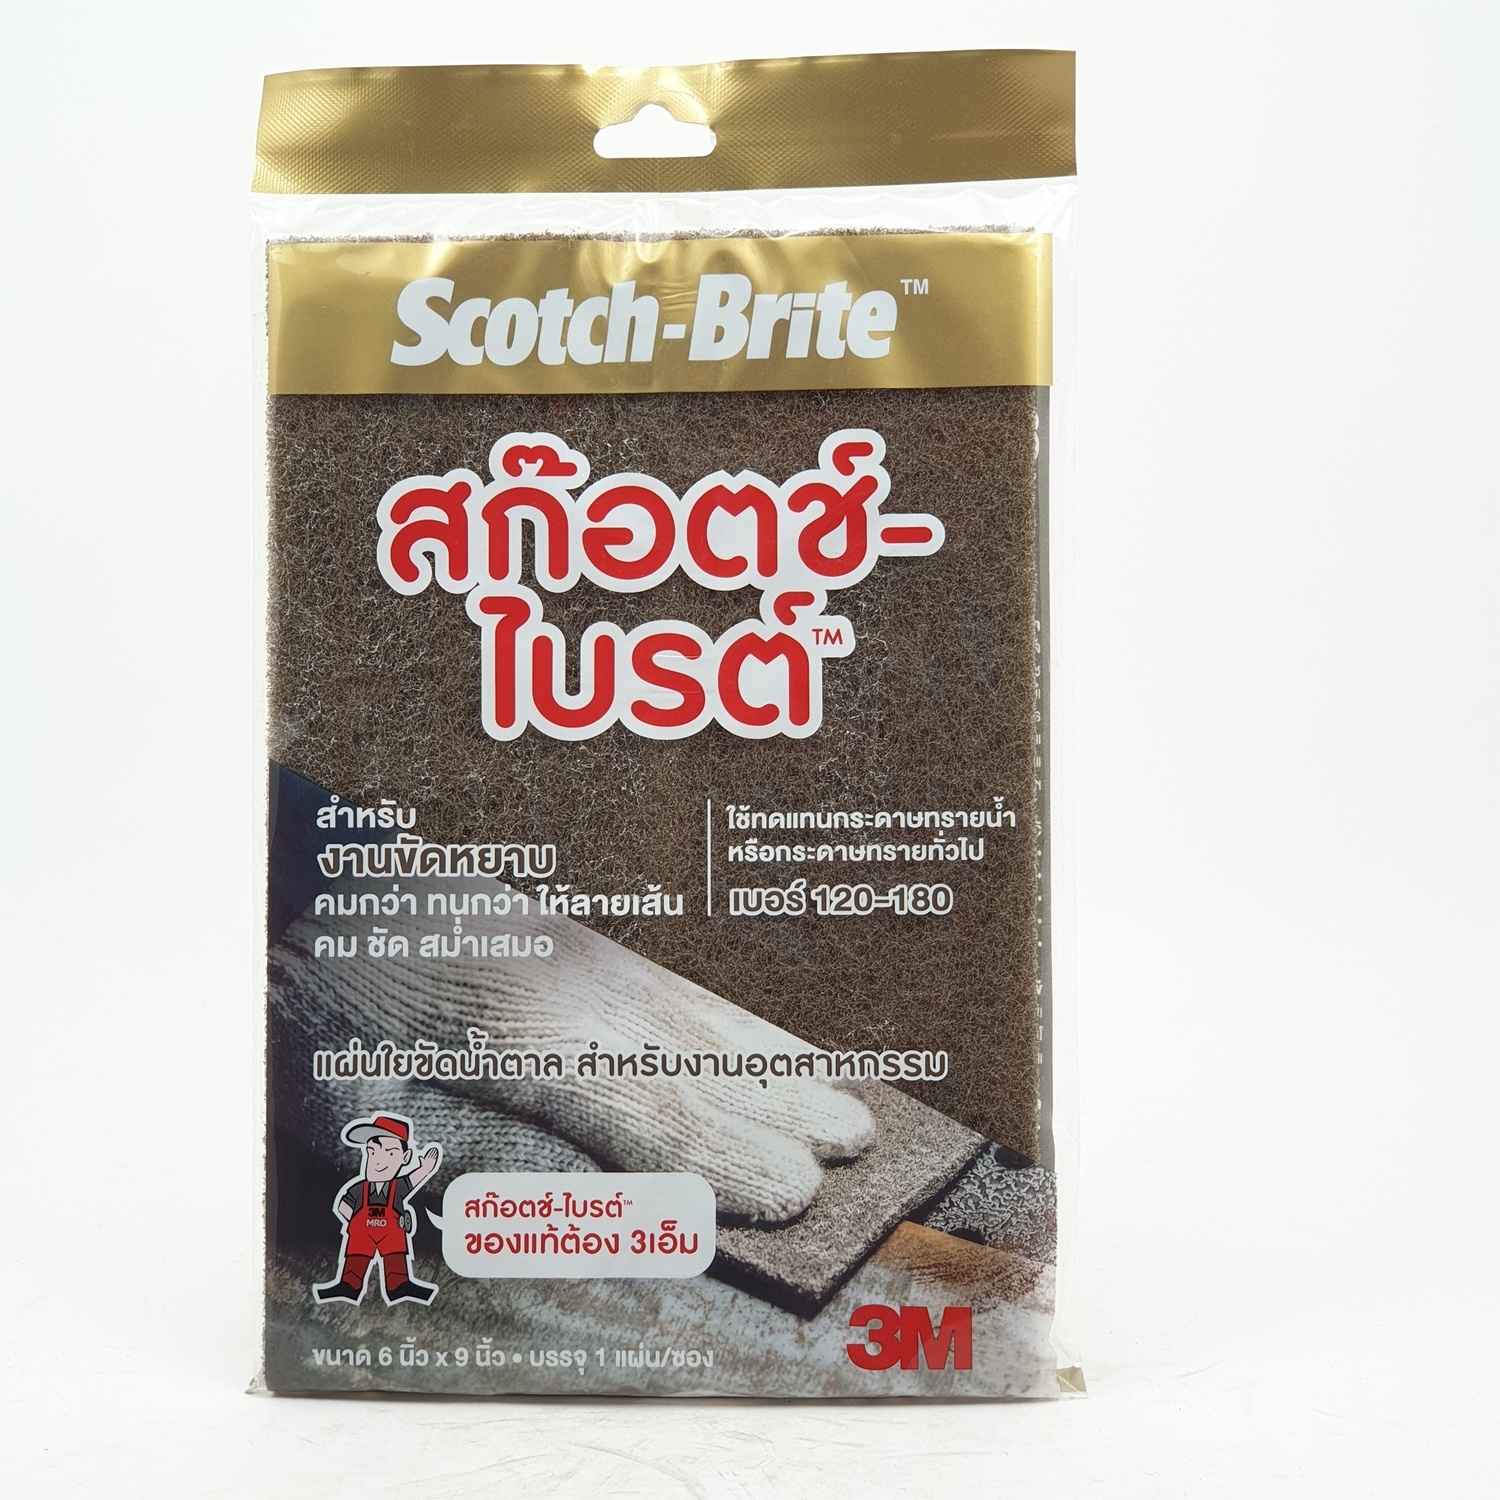 Scotch-Brite™
สก๊อตช์-
ไบรต์™
สำหรับ
งานขัดหยาบ
คมกว่า ทนกว่า ให้ลายเส้น
คม ชัด สม่ำเสมอ
ใช้ทดแทนกระดาษทรายน้ำ
หรือกระดาษทรายทั่วไป
เบอร์ 120-180
แผ่นใยขัดน้ำตาล สำหรับงานอุตสาหกรรม
3M
MRO
สก๊อตช์-ไบรต์™
ของแท้ต้อง 3เอ็ม
3M
ขนาด 6 นิ้ว x 9 นิ้ว • บรรจุ 1 แผ่น/ซอง